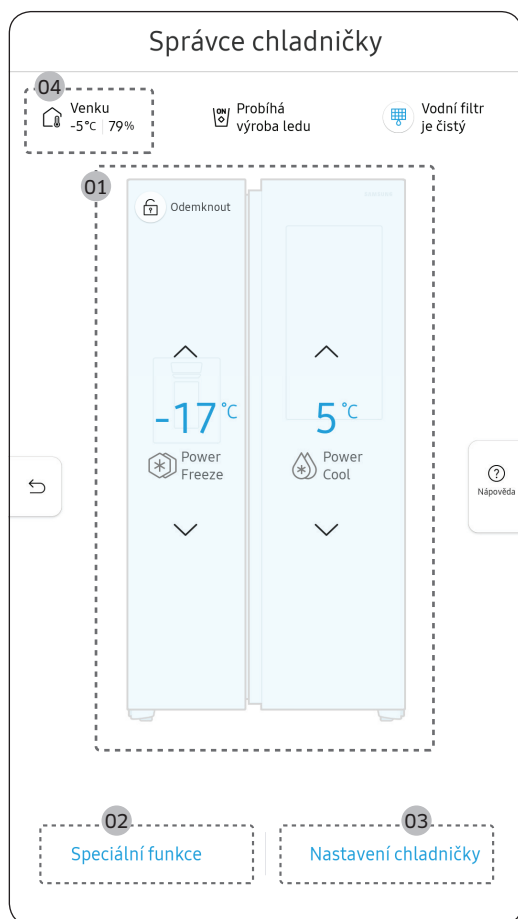 Správce chladničky
04
Venku
-5°C 79%
ON
Probíhá
výroba ledu
Vodní filtr
je čistý
01
Odemknout
-17°C
5°C
Power
Freeze
Power
Cool
Nápověda
02
03
Speciální funkce
Nastavení chladničky